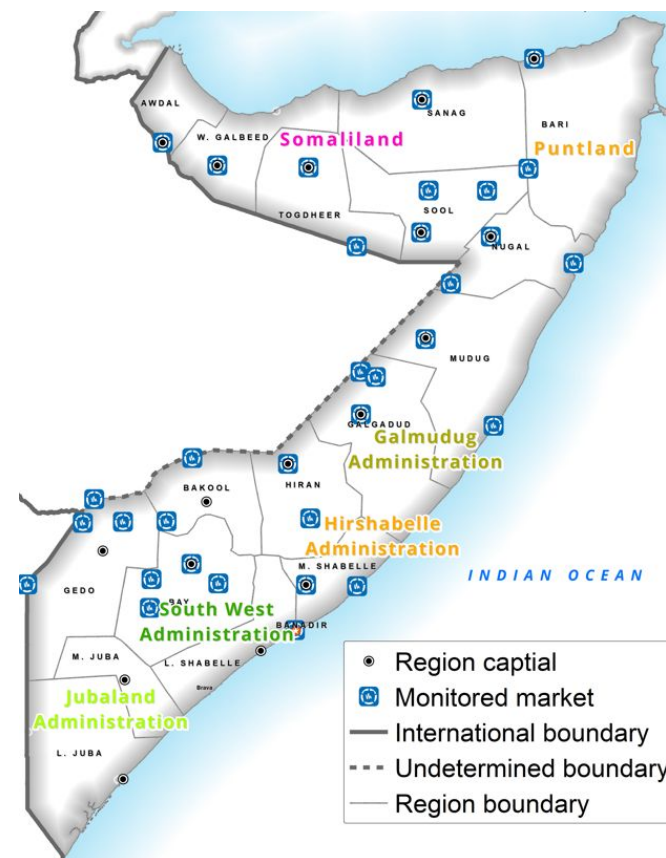 AWDAL
W. GALBEED
Somaliland
SANAG
BARI
Puntland
TOGDHEER
SOOL
NUGAL
MUDUG
GALGADUD
Galmudug
Administration
BAKOOL
HIRAN
Hirshabelle
Administration
M. SHABELLE
INDIAN OCEAN
GEDO
BAY
South West
Administration
BANADIR
M. JUBA
L. SHABELLE
Brava
Jubaland
Administration
L. JUBA
Region captial
Monitored market
International boundary
Undetermined boundary
Region boundary